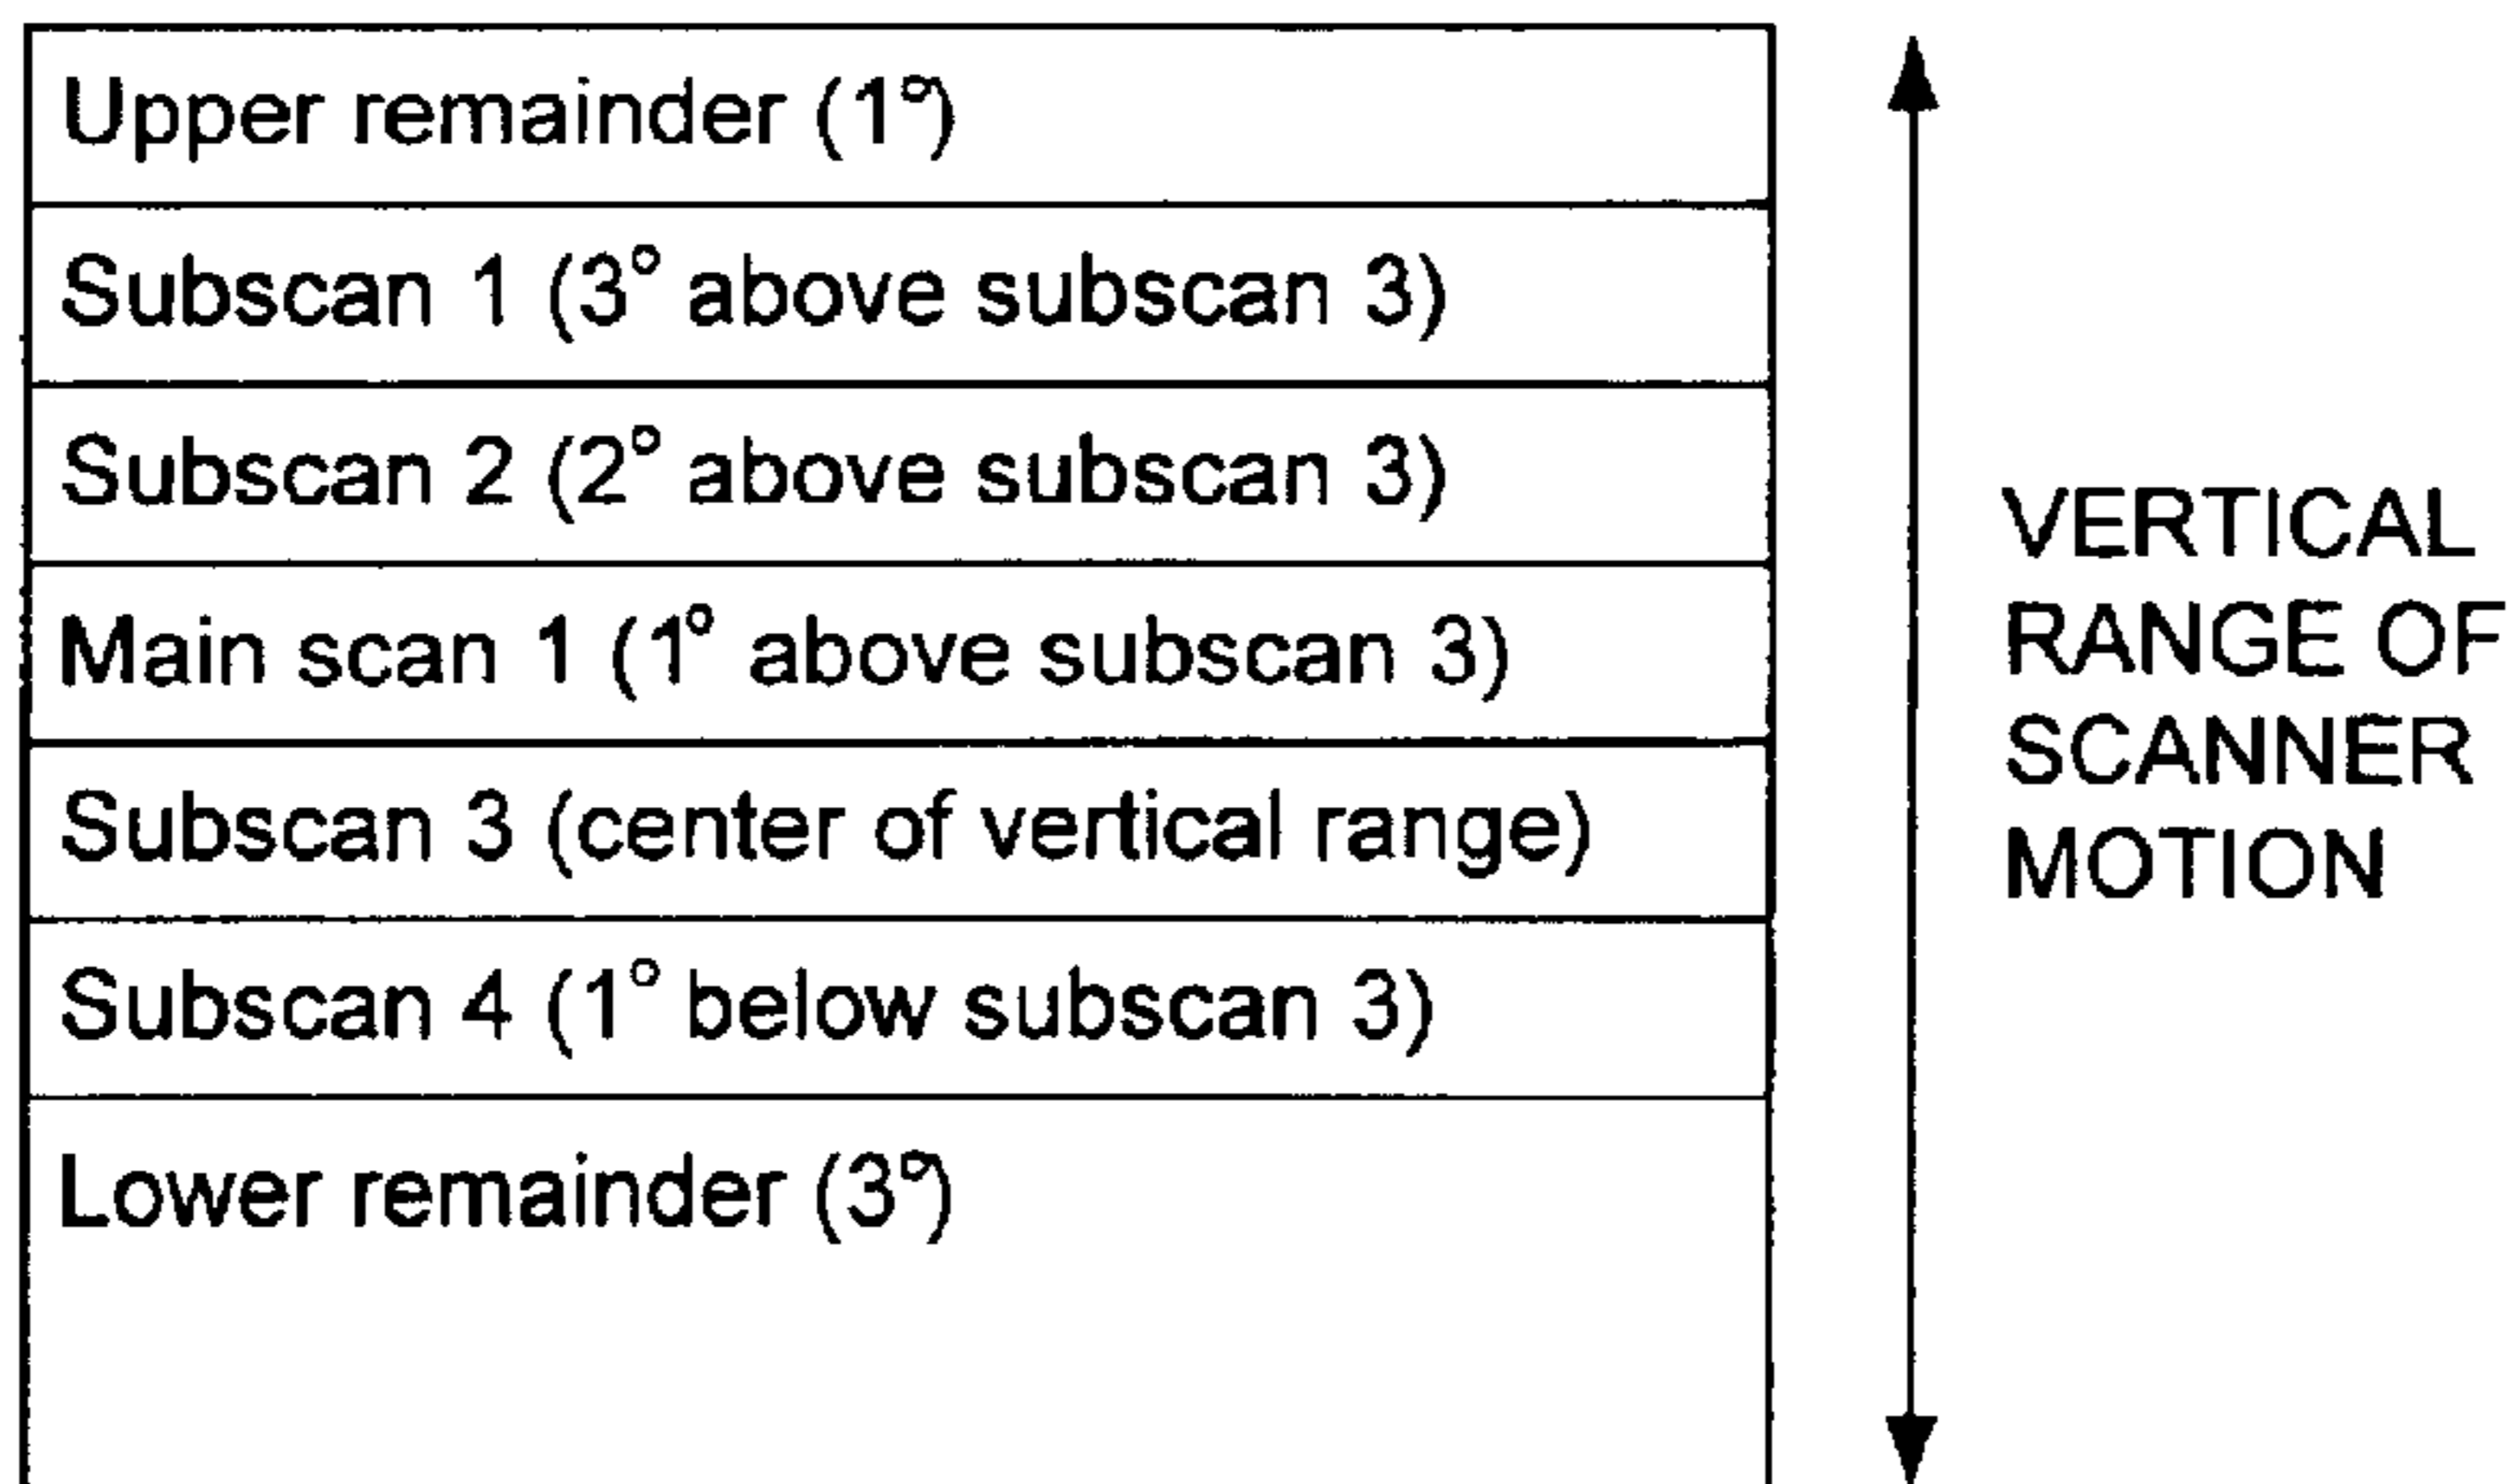 Upper remainder (1°)
Subscan 1 (3° above subscan 3)
Subscan 2 (2° above subscan 3)
Main scan 1 (1° above subscan 3)
Subscan 3 (center of vertical range)
Subscan 4 (1° below subscan 3)
Lower remainder (3°)
VERTICAL
RANGE OF
SCANNER
MOTION